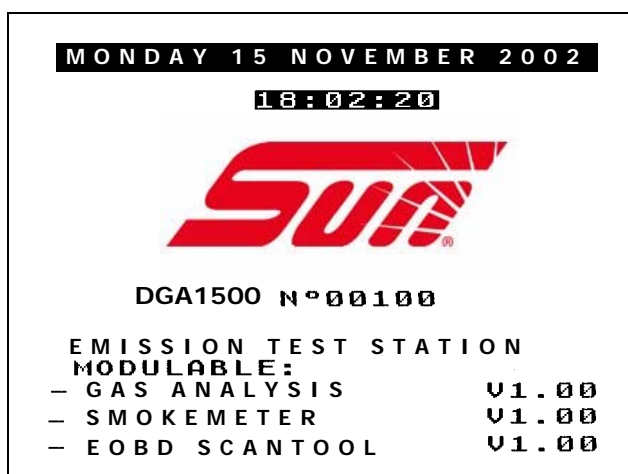 MONDAY 15 NOVEMBER 2002
18:02:20
Sun®
DGA1500 Nº00100
EMISSION TEST STATION
MODULABLE:
– GAS ANALYSIS V1.00
– SMOKEMETER V1.00
– EOBD SCANTOOL V1.00